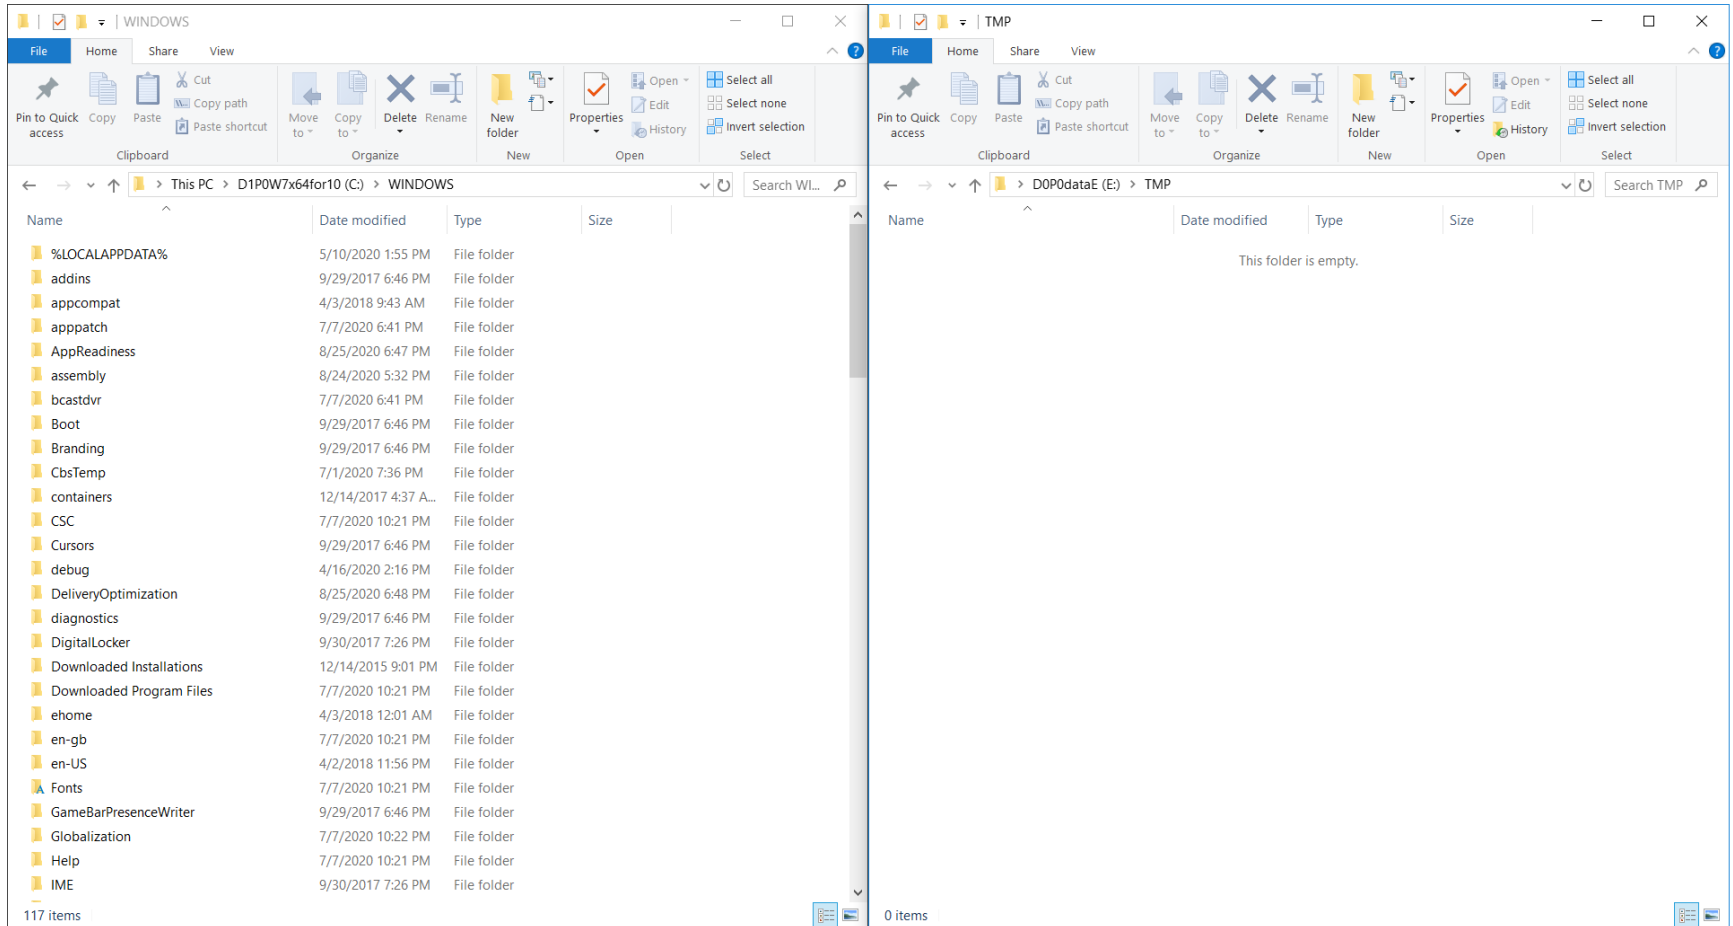 WINDOWS
File Home Share View
Pin to Quick access
Copy
Paste
Cut
Copy path
Paste shortcut
Clipboard
Move to
Copy to
Delete
Rename
Organize
New folder
New
Properties
Open
Edit
History
Open
Select all
Select none
Invert selection
Select
This PC > D1P0W7x64for10 (C:) > WINDOWS
Search WI...
Name Date modified Type Size
%LOCALAPPDATA% 5/10/2020 1:55 PM File folder
addins 9/29/2017 6:46 PM File folder
appcompat 4/3/2018 9:43 AM File folder
apppatch 7/7/2020 6:41 PM File folder
AppReadiness 8/25/2020 6:47 PM File folder
assembly 8/24/2020 5:32 PM File folder
bcastdvr 7/7/2020 6:41 PM File folder
Boot 9/29/2017 6:46 PM File folder
Branding 9/29/2017 6:46 PM File folder
CbsTemp 7/1/2020 7:36 PM File folder
containers 12/14/2017 4:37 A... File folder
CSC 7/7/2020 10:21 PM File folder
Cursors 9/29/2017 6:46 PM File folder
debug 4/16/2020 2:16 PM File folder
DeliveryOptimization 8/25/2020 6:48 PM File folder
diagnostics 9/29/2017 6:46 PM File folder
DigitalLocker 9/30/2017 7:26 PM File folder
Downloaded Installations 12/14/2015 9:01 PM File folder
Downloaded Program Files 7/7/2020 10:21 PM File folder
ehome 4/3/2018 12:01 AM File folder
en-gb 7/7/2020 10:21 PM File folder
en-US 4/2/2018 11:56 PM File folder
Fonts 7/7/2020 10:21 PM File folder
GameBarPresenceWriter 9/29/2017 6:46 PM File folder
Globalization 7/7/2020 10:22 PM File folder
Help 7/7/2020 10:21 PM File folder
IME 9/30/2017 7:26 PM File folder
117 items
TMP
File Home Share View
Pin to Quick access
Copy
Paste
Cut
Copy path
Paste shortcut
Clipboard
Move to
Copy to
Delete
Rename
Organize
New folder
New
Properties
Open
Edit
History
Open
Select all
Select none
Invert selection
Select
> D0P0dataE (E:) > TMP
Search TMP
Name Date modified Type Size
This folder is empty.
0 items